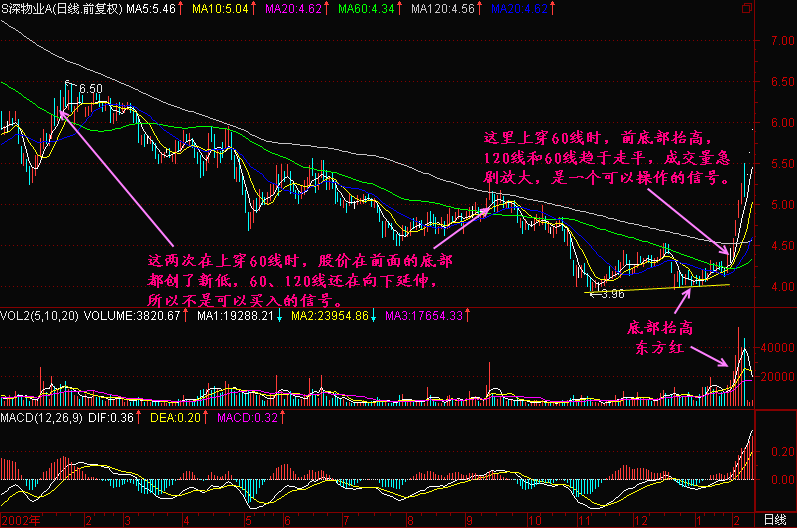 S深物业A(日线.前复权) MA5:5.46↑ MA10:5.04↑ MA20:4.62↑ MA60:4.34↑ MA120:4.56↑ MA20:4.62↑
7.00
6.50
6.50
6.00
这里上穿60线时，前底部抬高，
120线和60线趋于走平，成交量急
剧放大，是一个可以操作的信号。
5.50
5.00
4.50
这两次在上穿60线时，股价在前面的底部
都创了新低，60、120线还在向下延伸，
所以不是可以买入的信号。
4.00
←3.96
VOL2(5,10,20) VOLUME:3820.67↑ MA1:19288.21↓ MA2:23954.86↓ MA3:17654.33↑
底部抬高
东方红
40000
20000
MACD(12,26,9) DIF:0.36↑ DEA:0.20↑ MACD:0.32↑
0.20
0.00
2002年 2 3 4 5 6 7 8 9 10 11 12 1 2 日线